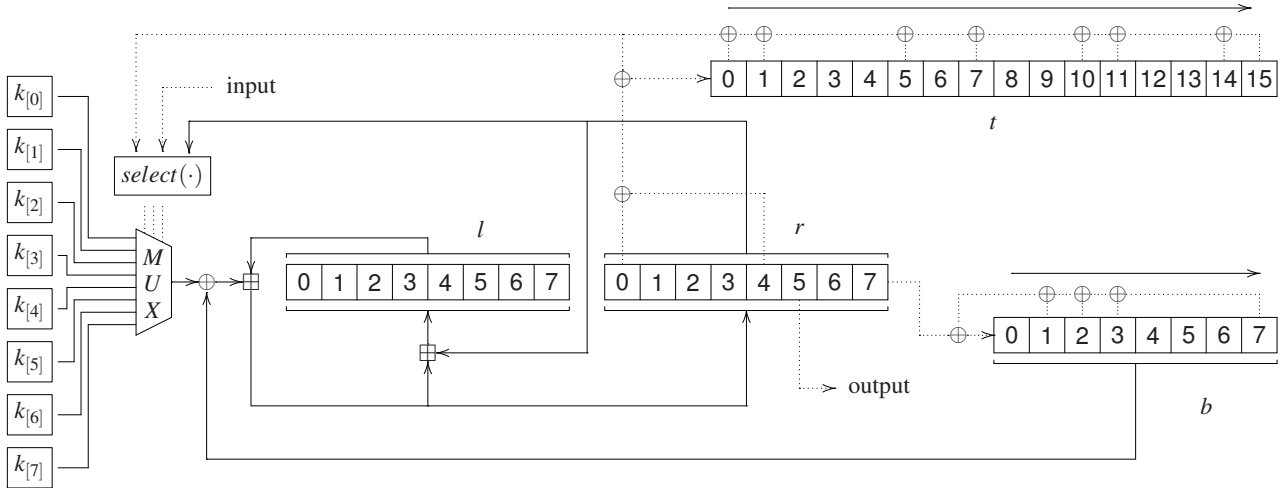 0 1 2 3 4 5 6 7 8 9 10 11 12 13 14 15
t
k[0]
input
k[1]
select(·)
k[2]
l
r
k[3]
M
U
X
0 1 2 3 4 5 6 7
0 1 2 3 4 5 6 7
k[4]
0 1 2 3 4 5 6 7
k[5]
output
b
k[6]
k[7]